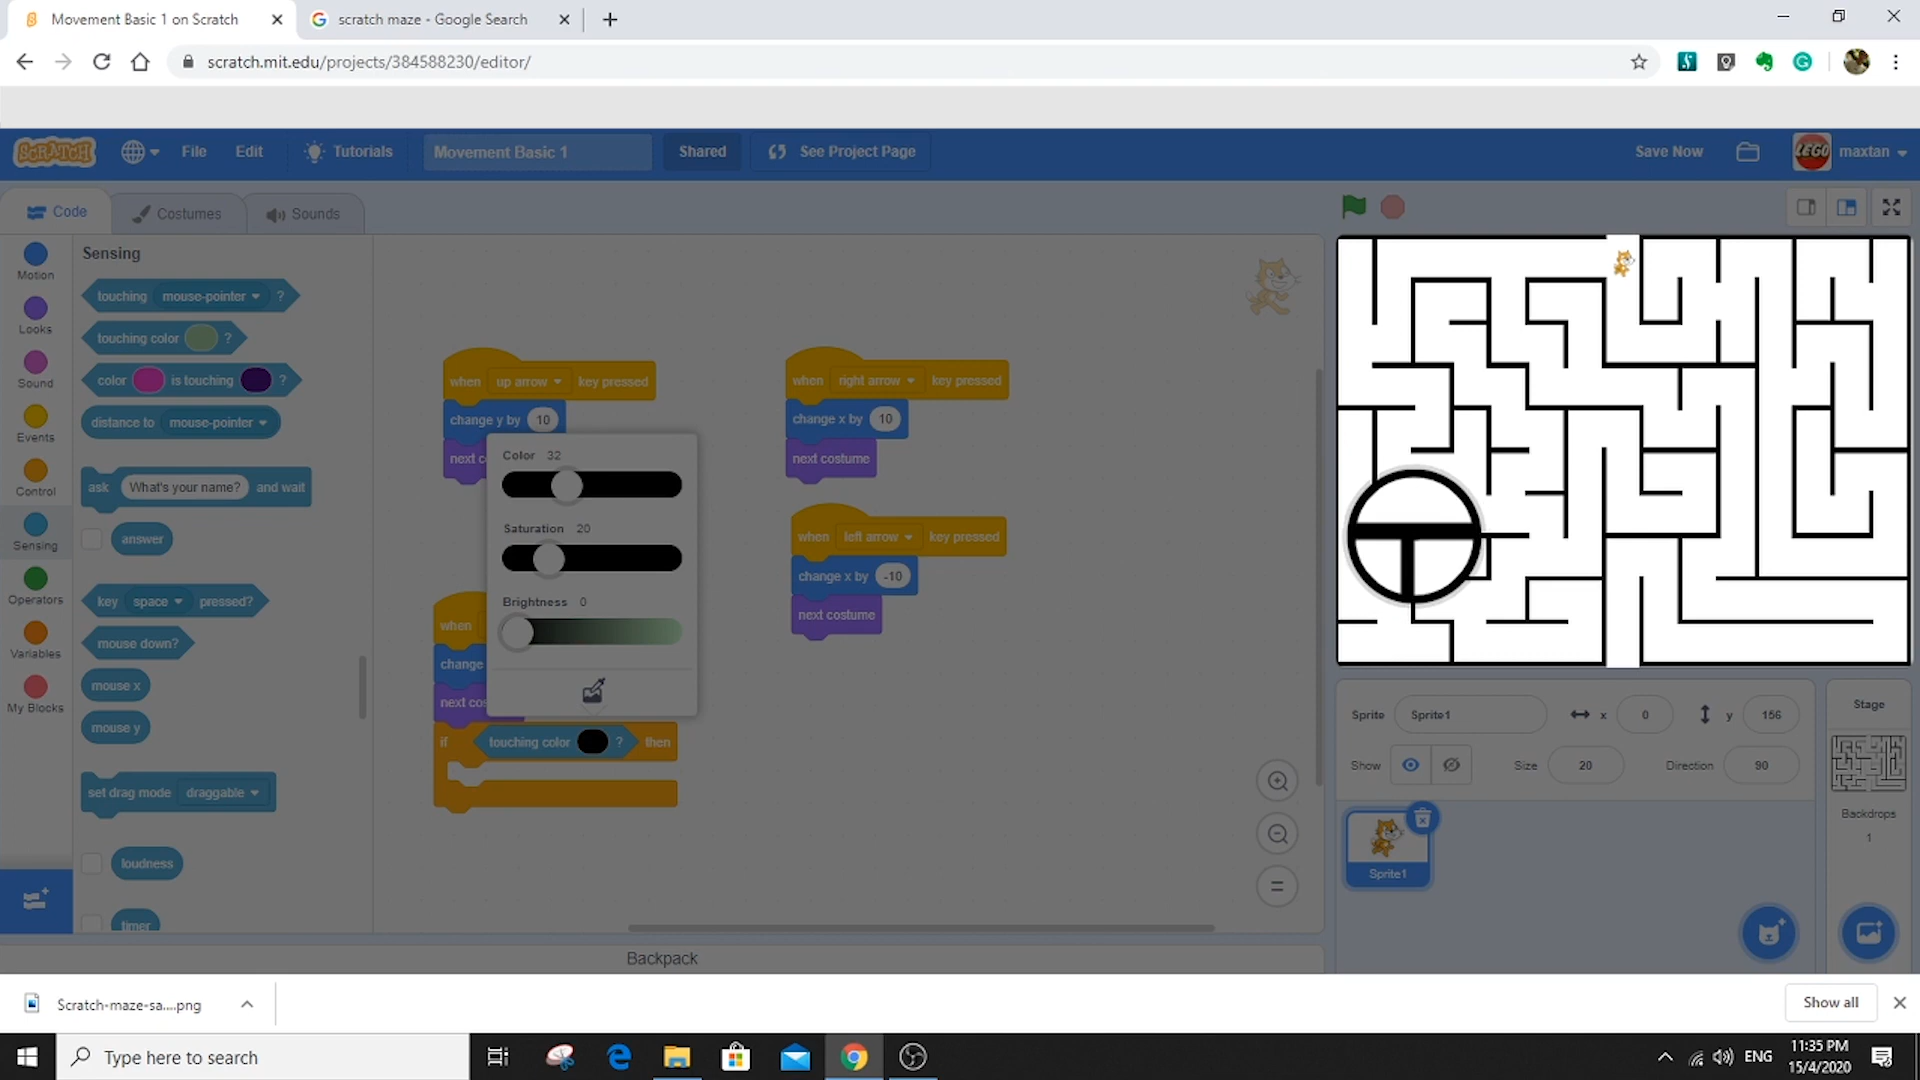 Movement Basic 1 on Scratch
scratch maze - Google Search
scratch.mit.edu/projects/384588230/editor/
SCRATCH
File
Edit
Tutorials
Movement Basic 1
Shared
See Project Page
Save Now
LEGO
maxtan
Code
Costumes
Sounds
Motion
Looks
Sound
Events
Control
Sensing
Operators
Variables
My Blocks
Sensing
touching mouse-pointer ?
touching color ?
color is touching ?
distance to mouse-pointer
ask What's your name? and wait
answer
key space pressed?
mouse down?
mouse x
mouse y
set drag mode draggable
loudness
timer
when up arrow key pressed
change y by 10
next c
when right arrow key pressed
change x by 10
next costume
when left arrow key pressed
change x by -10
next costume
Color 32
Saturation 20
Brightness 0
when
change
next cos
if touching color ? then
Backpack
Sprite Sprite1 x 0 y 156
Show Size 20 Direction 90
Sprite1
Stage
Backdrops
1
Scratch-maze-sa....png
Show all
Type here to search
ENG
11:35 PM
15/4/2020